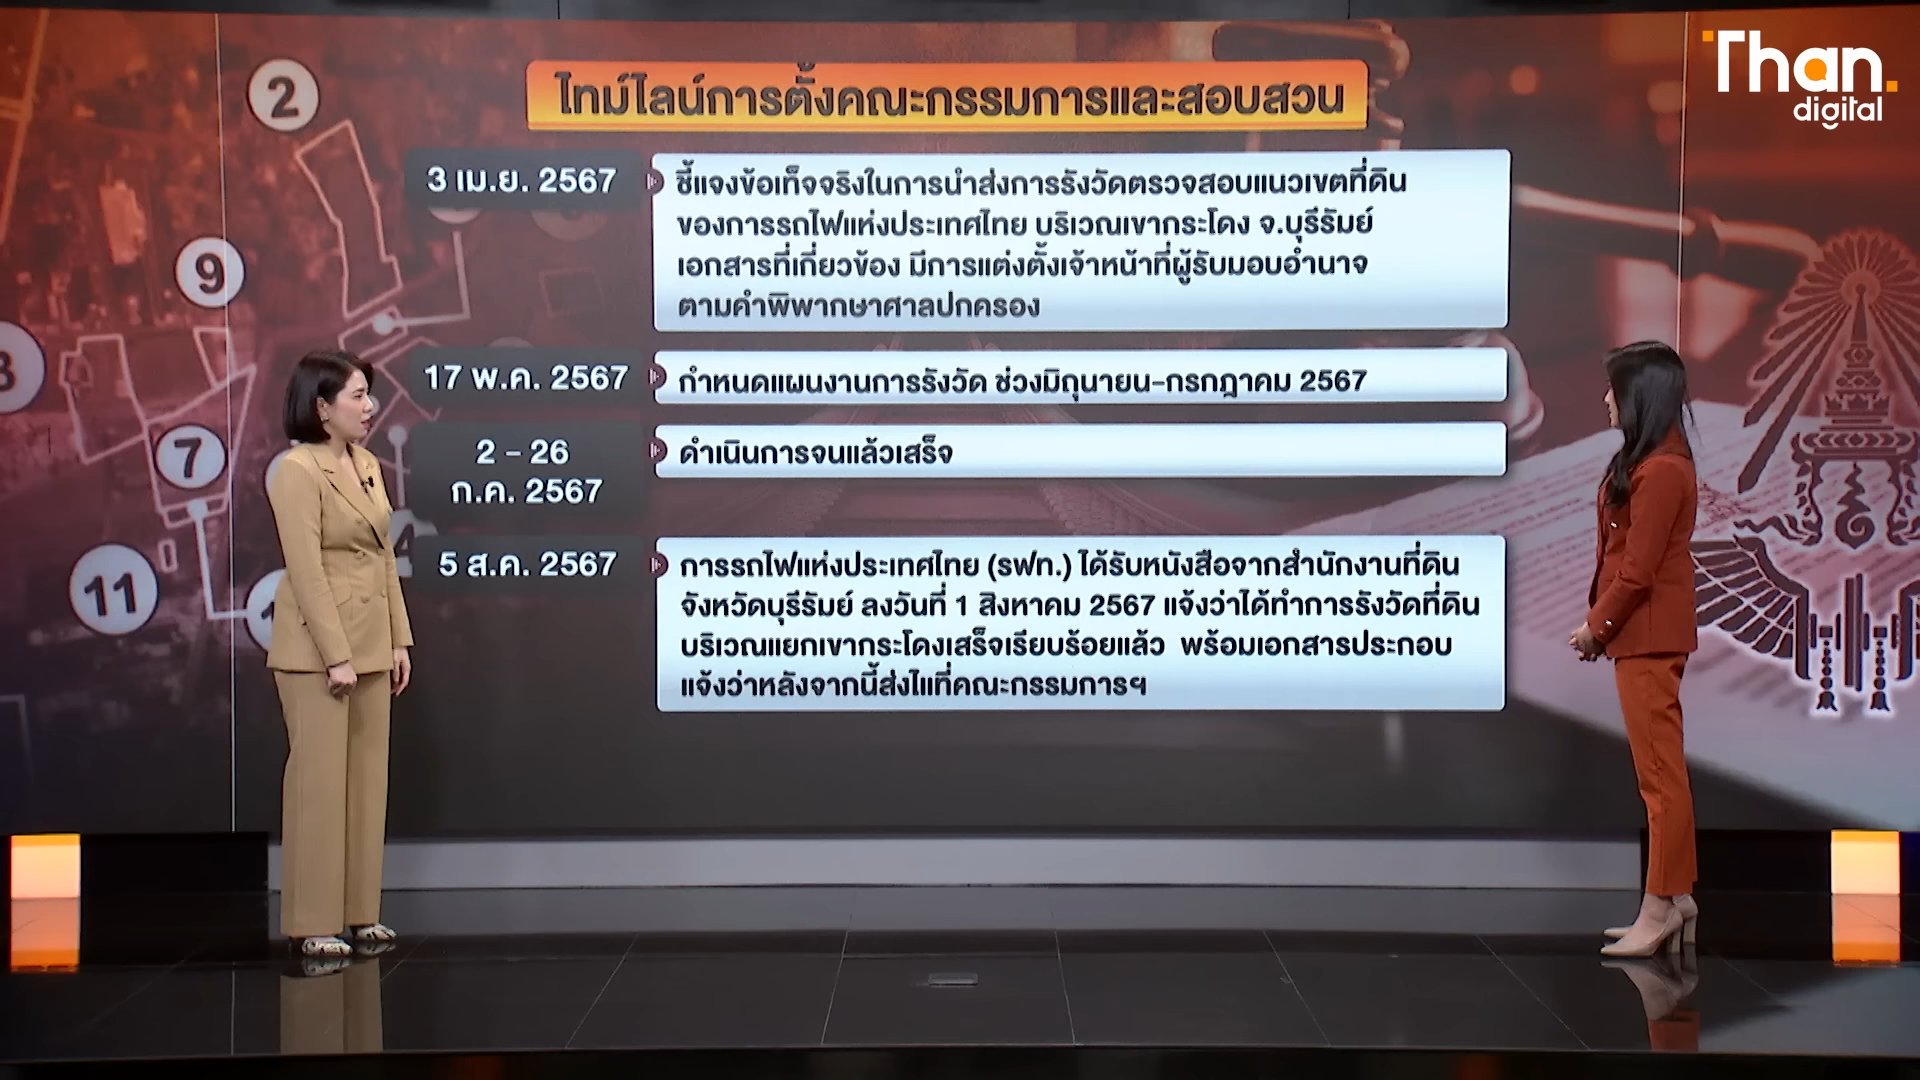 Than.
digital
ไทม์ไลน์การตั้งคณะกรรมการและสอบสวน
3 เม.ย. 2567
ชี้แจงข้อเท็จจริงในการนำส่งการรังวัดตรวจสอบแนวเขตที่ดิน
ของการรถไฟแห่งประเทศไทย บริเวณเขากระโดง จ.บุรีรัมย์
เอกสารที่เกี่ยวข้อง มีการแต่งตั้งเจ้าหน้าที่ผู้รับมอบอำนาจ
ตามคำพิพากษาศาลปกครอง
17 พ.ค. 2567
กำหนดแผนงานการรังวัด ช่วงมิถุนายน-กรกฎาคม 2567
2 - 26
ก.ค. 2567
ดำเนินการจนแล้วเสร็จ
5 ส.ค. 2567
การรถไฟแห่งประเทศไทย (รฟท.) ได้รับหนังสือจากสำนักงานที่ดิน
จังหวัดบุรีรัมย์ ลงวันที่ 1 สิงหาคม 2567 แจ้งว่าได้ทำการรังวัดที่ดิน
บริเวณแยกเขากระโดงเสร็จเรียบร้อยแล้ว พร้อมเอกสารประกอบ
แจ้งว่าหลังจากนี้ส่งไแที่คณะกรรมการฯ
2
9
7
11